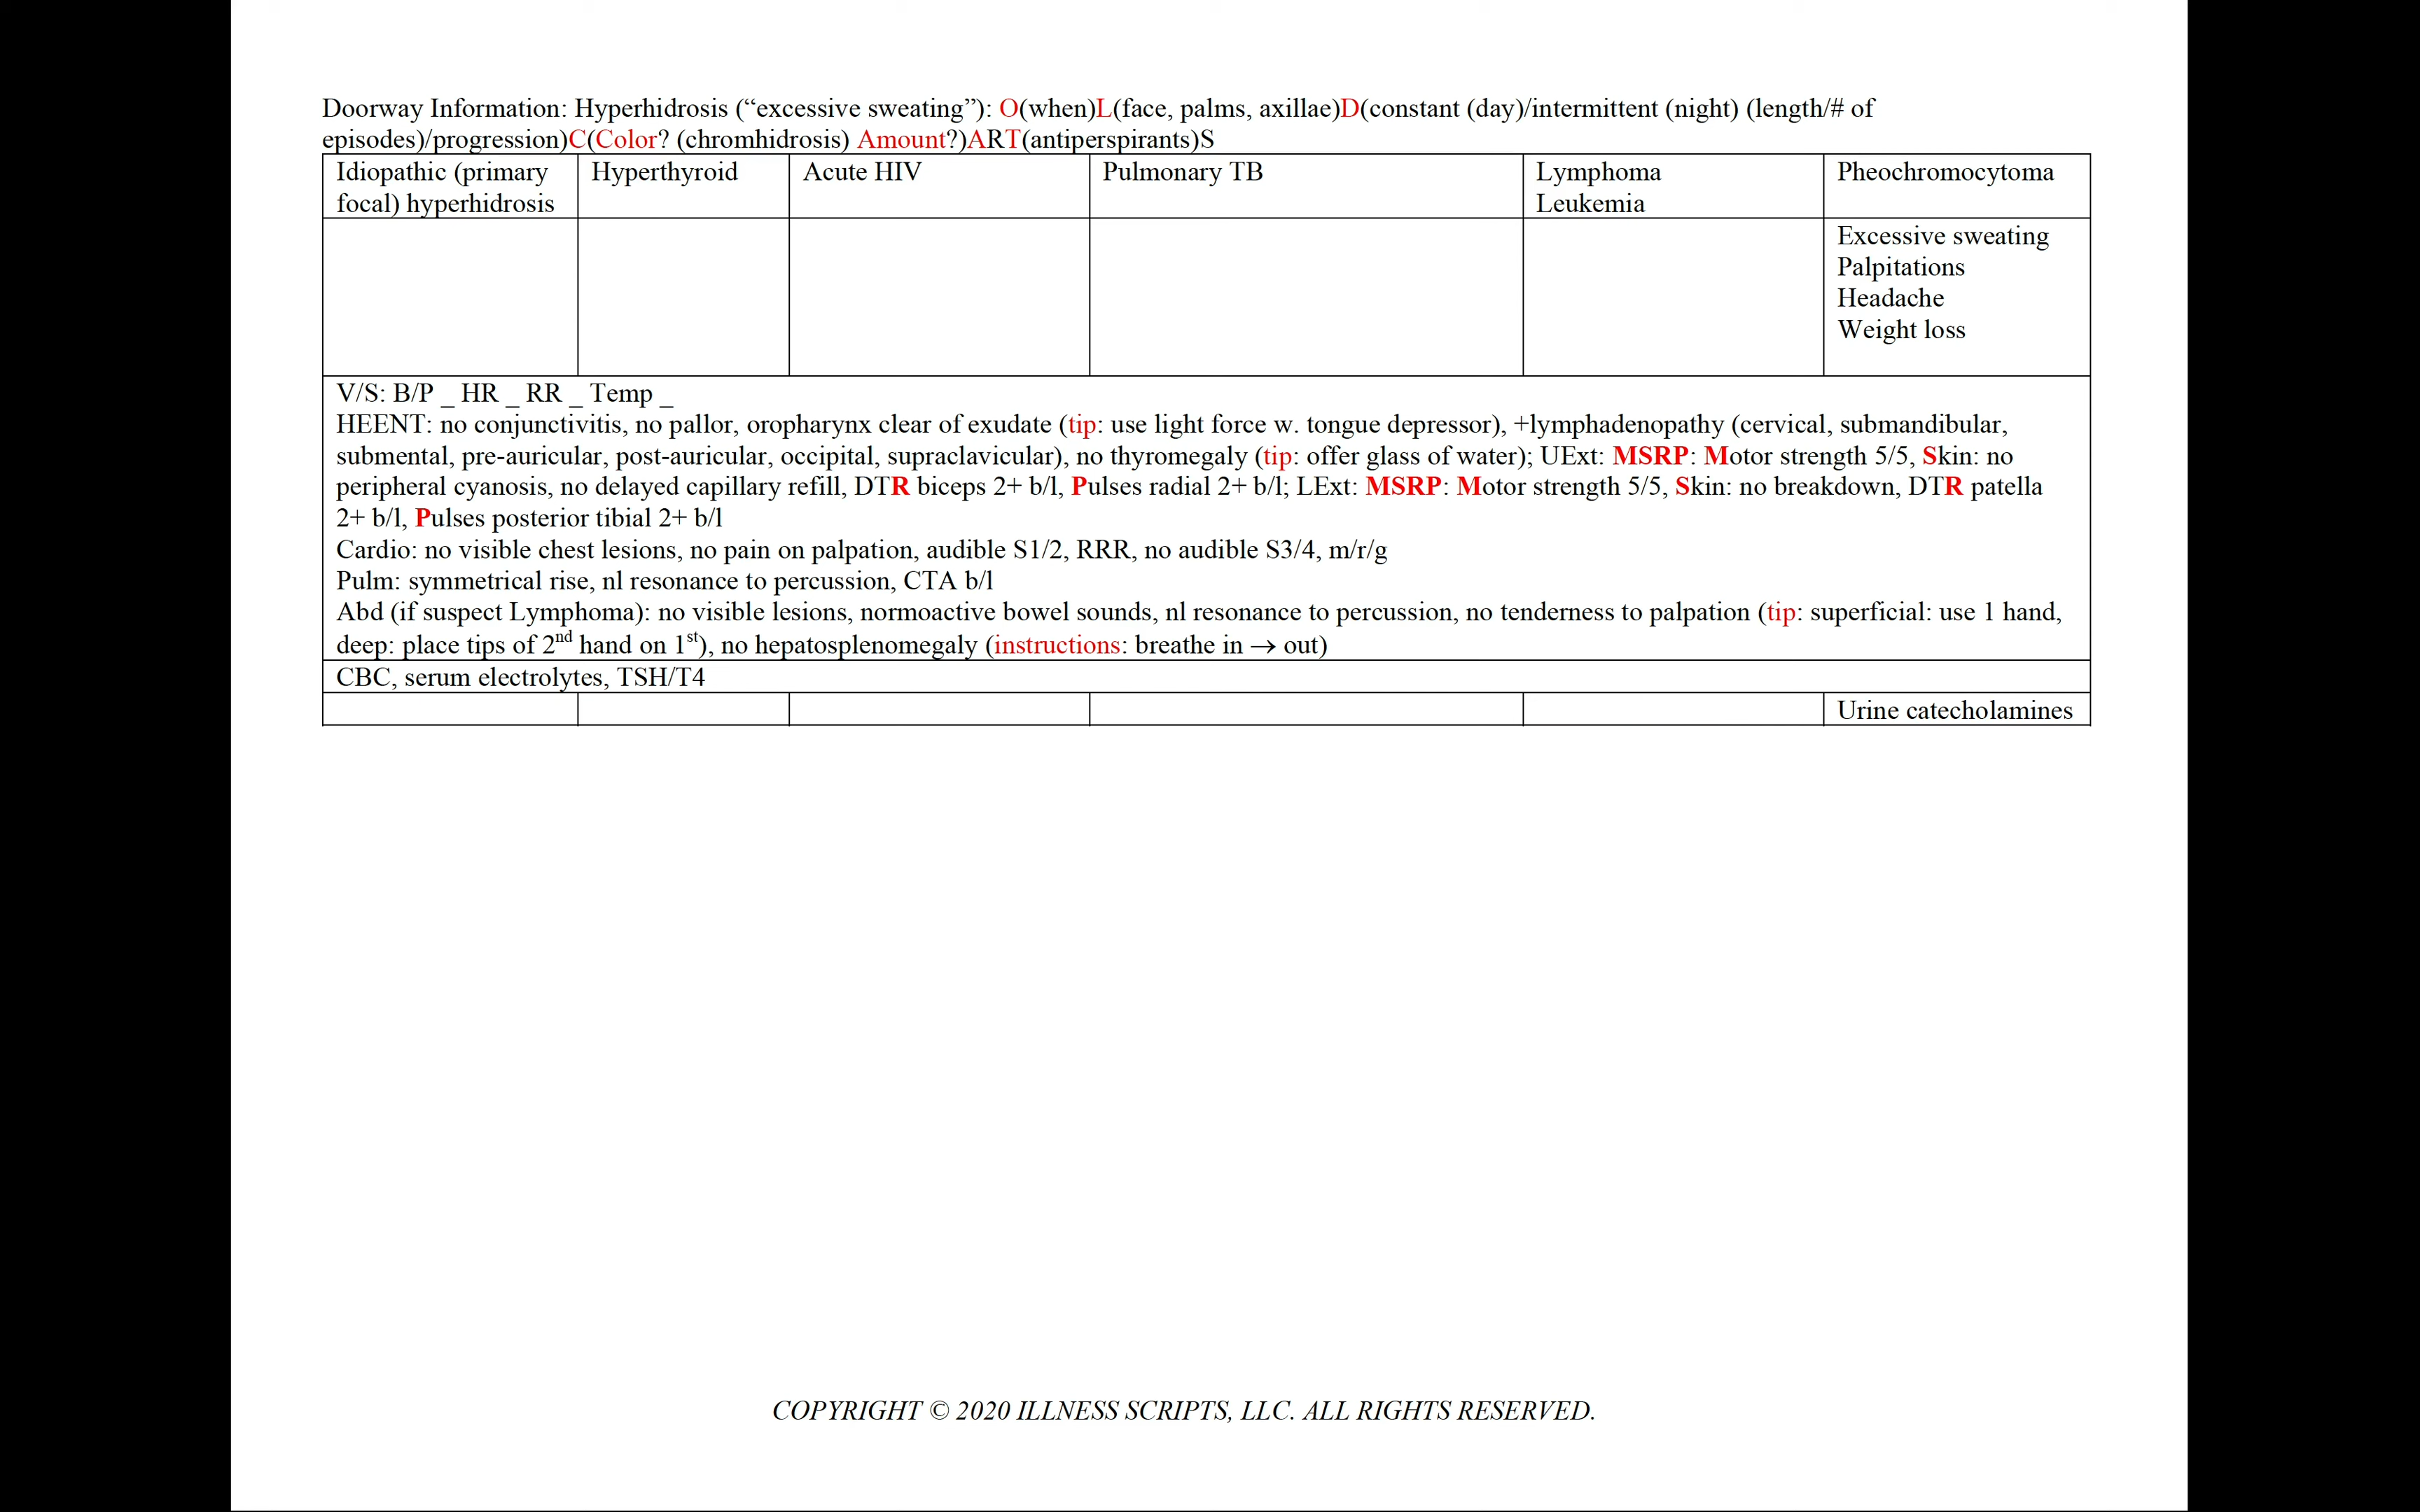 Doorway Information: Hyperhidrosis (“excessive sweating”): O(when)L(face, palms, axillae)D(constant (day)/intermittent (night) (length/# of
episodes)/progression)C(Color? (chromhidrosis) Amount?)ART(antiperspirants)S
Idiopathic (primary
focal) hyperhidrosis
Hyperthyroid
Acute HIV
Pulmonary TB
Lymphoma
Leukemia
Pheochromocytoma
Excessive sweating
Palpitations
Headache
Weight loss
V/S: B/P _ HR _ RR _ Temp _
HEENT: no conjunctivitis, no pallor, oropharynx clear of exudate (tip: use light force w. tongue depressor), +lymphadenopathy (cervical, submandibular,
submental, pre-auricular, post-auricular, occipital, supraclavicular), no thyromegaly (tip: offer glass of water); UExt: MSRP: Motor strength 5/5, Skin: no
peripheral cyanosis, no delayed capillary refill, DTR biceps 2+ b/l, Pulses radial 2+ b/l; LExt: MSRP: Motor strength 5/5, Skin: no breakdown, DTR patella
2+ b/l, Pulses posterior tibial 2+ b/l
Cardio: no visible chest lesions, no pain on palpation, audible S1/2, RRR, no audible S3/4, m/r/g
Pulm: symmetrical rise, nl resonance to percussion, CTA b/l
Abd (if suspect Lymphoma): no visible lesions, normoactive bowel sounds, nl resonance to percussion, no tenderness to palpation (tip: superficial: use 1 hand,
deep: place tips of 2nd hand on 1st), no hepatosplenomegaly (instructions: breathe in → out)
CBC, serum electrolytes, TSH/T4
Urine catecholamines
COPYRIGHT © 2020 ILLNESS SCRIPTS, LLC. ALL RIGHTS RESERVED.